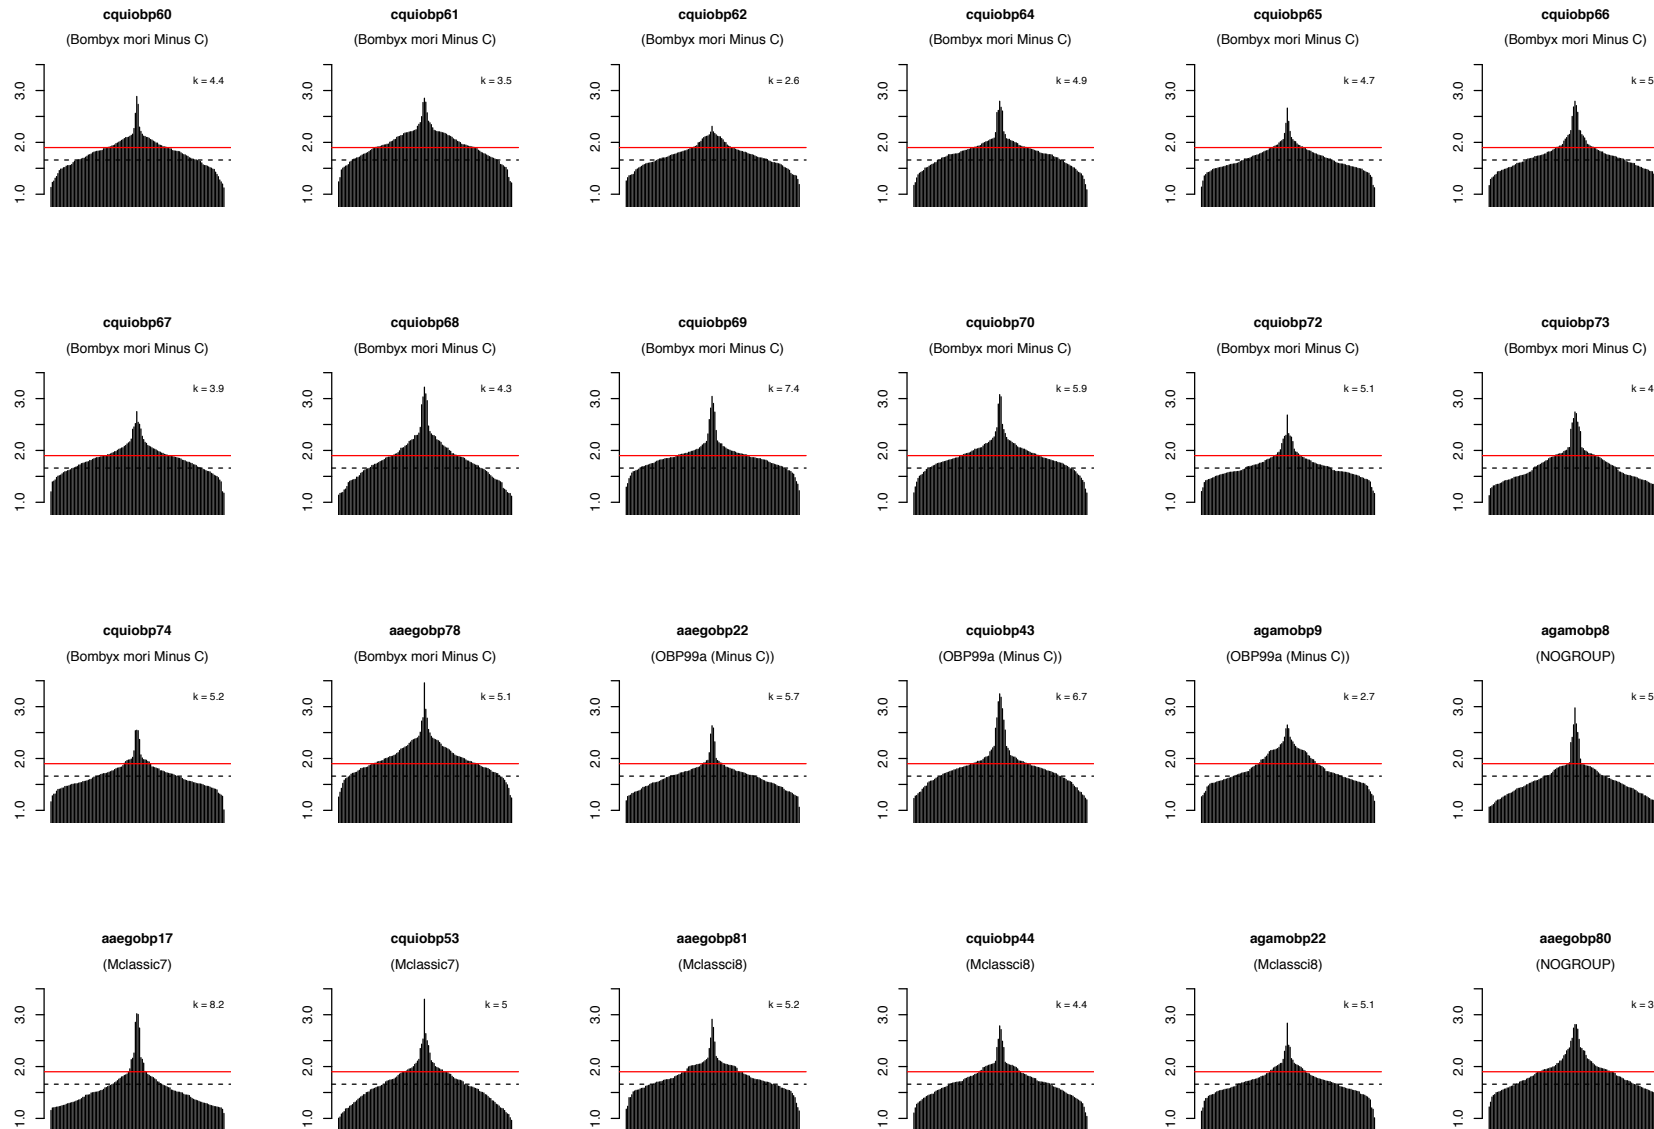 cquiobp60 cquiobp61 cquiobp62 cquiobp64 cquiobp65 cquiobp66
(Bombyx mori Minus C) (Bombyx mori Minus C) (Bombyx mori Minus C) (Bombyx mori Minus C) (Bombyx mori Minus C) (Bombyx mori Minus C)
k = 4.4 k = 3.5 k = 2.6 k = 4.9 k = 4.7 k = 5
3.0 3.0 3.0 3.0 3.0 3.0
2.0 2.0 2.0 2.0 2.0 2.0
1.0 1.0 1.0 1.0 1.0 1.0
cquiobp67 cquiobp68 cquiobp69 cquiobp70 cquiobp72 cquiobp73
(Bombyx mori Minus C) (Bombyx mori Minus C) (Bombyx mori Minus C) (Bombyx mori Minus C) (Bombyx mori Minus C) (Bombyx mori Minus C)
k = 3.9 k = 4.3 k = 7.4 k = 5.9 k = 5.1 k = 4
3.0 3.0 3.0 3.0 3.0 3.0
2.0 2.0 2.0 2.0 2.0 2.0
1.0 1.0 1.0 1.0 1.0 1.0
cquiobp74 aaegobp78 aaegobp22 cquiobp43 agamobp9 agamobp8
(Bombyx mori Minus C) (Bombyx mori Minus C) (OBP99a (Minus C)) (OBP99a (Minus C)) (OBP99a (Minus C)) (NOGROUP)
k = 5.2 k = 5.1 k = 5.7 k = 6.7 k = 2.7 k = 5
3.0 3.0 3.0 3.0 3.0 3.0
2.0 2.0 2.0 2.0 2.0 2.0
1.0 1.0 1.0 1.0 1.0 1.0
aaegobp17 cquiobp53 aaegobp81 cquiobp44 agamobp22 aaegobp80
(Mclassic7) (Mclassic7) (Mclassci8) (Mclassci8) (Mclassci8) (NOGROUP)
k = 8.2 k = 5 k = 5.2 k = 4.4 k = 5.1 k = 3
3.0 3.0 3.0 3.0 3.0 3.0
2.0 2.0 2.0 2.0 2.0 2.0
1.0 1.0 1.0 1.0 1.0 1.0